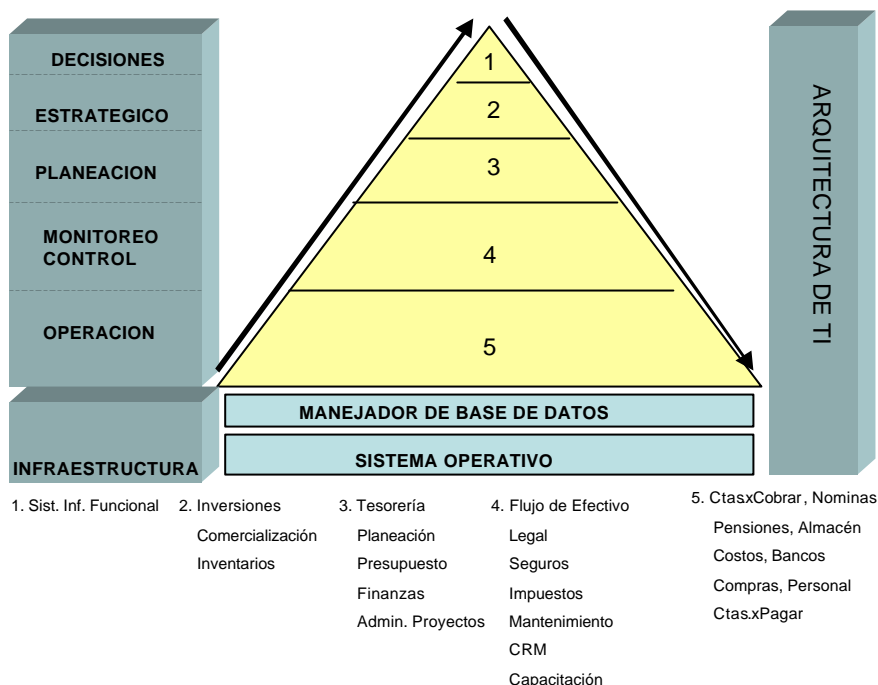 DECISIONES
ESTRATEGICO
PLANEACION
MONITOREO
CONTROL
OPERACION
INFRAESTRUCTURA
1
2
3
4
5
MANEJADOR DE BASE DE DATOS
SISTEMA OPERATIVO
ARQUITECTURA DE TI
1. Sist. Inf. Funcional
2. Inversiones
Comercialización
Inventarios
3. Tesorería
Planeación
Presupuesto
Finanzas
Admin. Proyectos
4. Flujo de Efectivo
Legal
Seguros
Impuestos
Mantenimiento
CRM
Capacitación
5. Ctas.xCobrar, Nominas
Pensiones, Almacén
Costos, Bancos
Compras, Personal
Ctas.xPagar